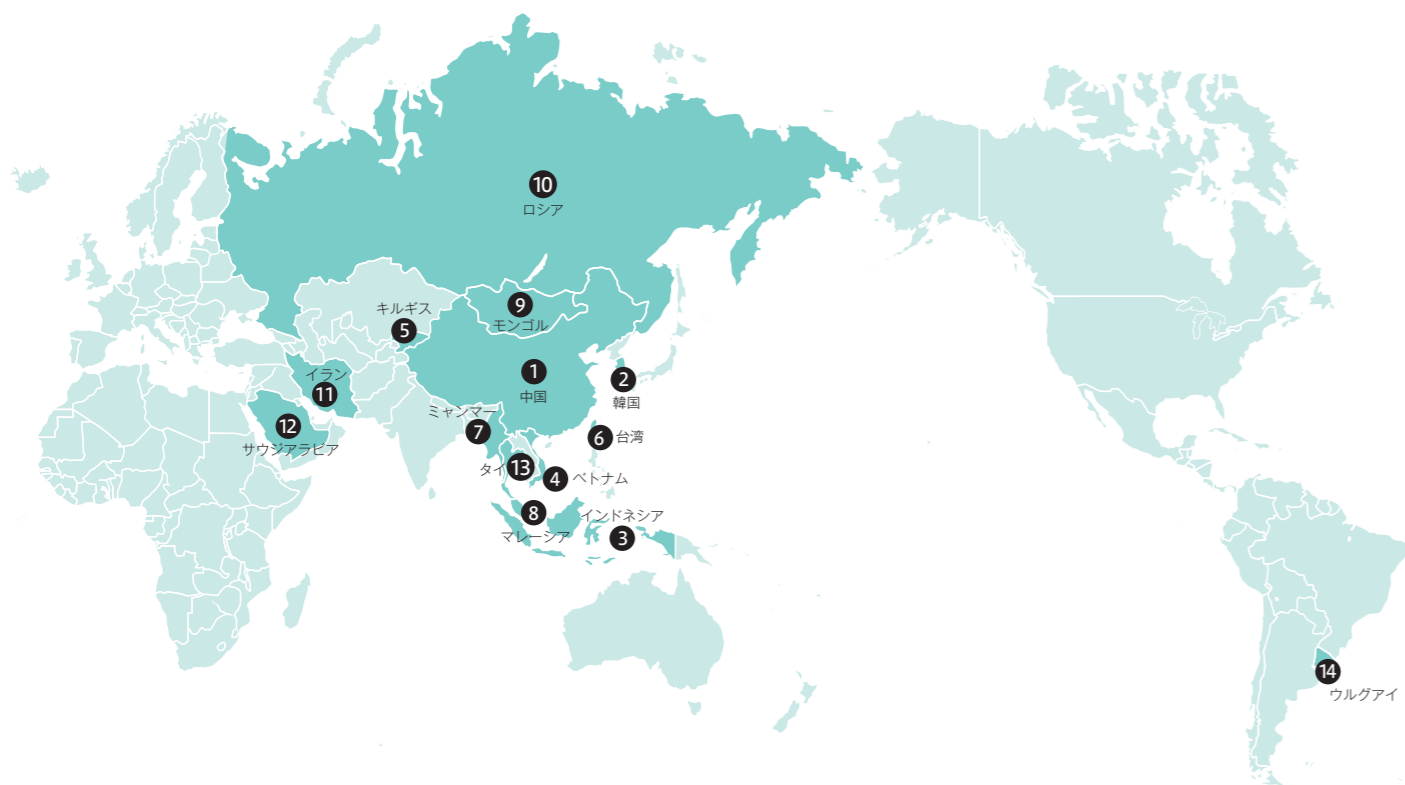 10
ロシア
キルギス
5
9
モンゴル
イラン
11
1
中国
2
韓国
12
サウジアラビア
ミャンマー
7
6 台湾
タイ 13
4 ベトナム
8
マレーシア
インドネシア
3
14
ウルグアイ